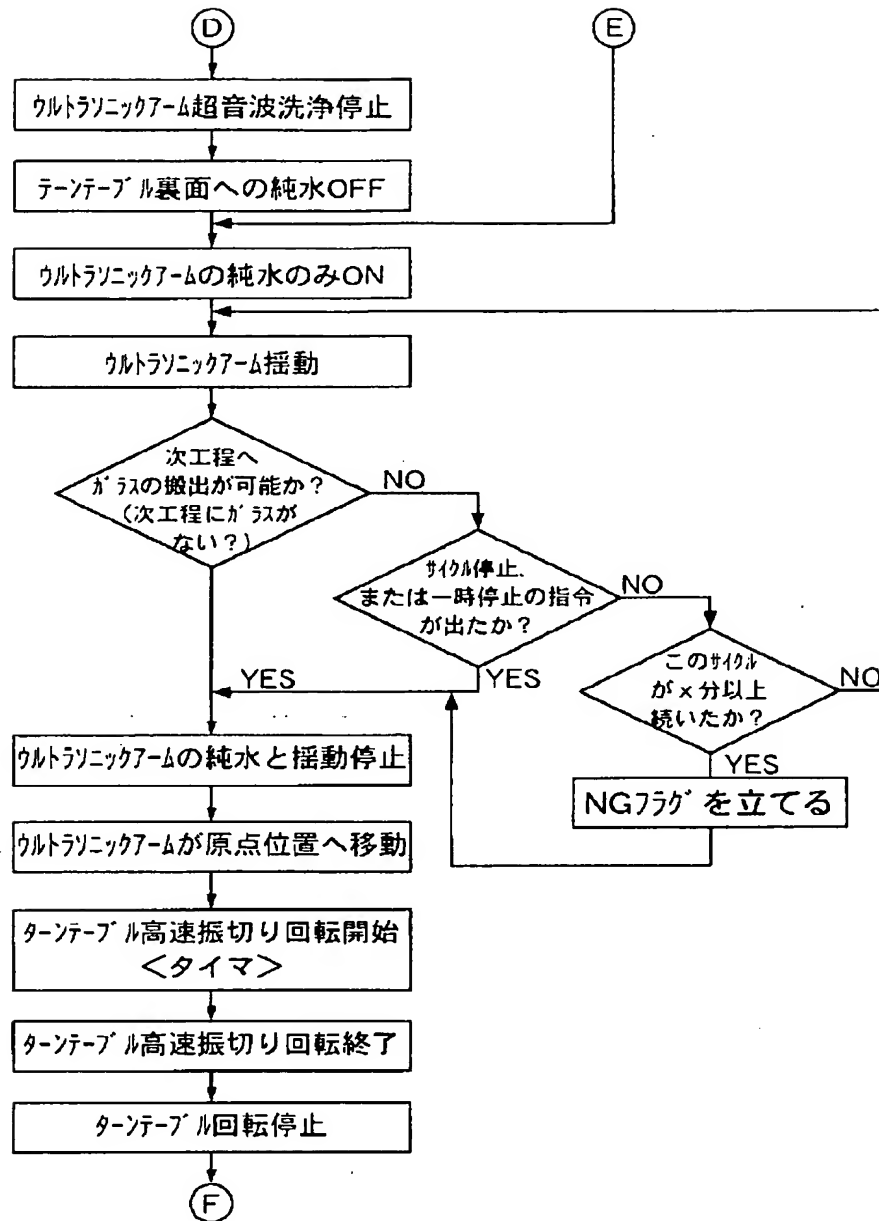 D
E
ウルトラソニックアーム超音波洗浄停止
テーンテーブル裏面への純水OFF
ウルトラソニックアームの純水のみON
ウルトラソニックアーム揺動
次工程へ
ガラスの搬出が可能か?
(次工程にガラスが
ない?)
NO
サイクル停止、
または一時停止の指令
が出たか?
NO
このサイクル
がx分以上
続いたか?
NO
YES
YES
YES
ウルトラソニックアームの純水と揺動停止
NGフラグを立てる
ウルトラソニックアームが原点位置へ移動
ターンテーブル高速振切り回転開始
<タイマ>
ターンテーブル高速振切り回転終了
ターンテーブル回転停止
F